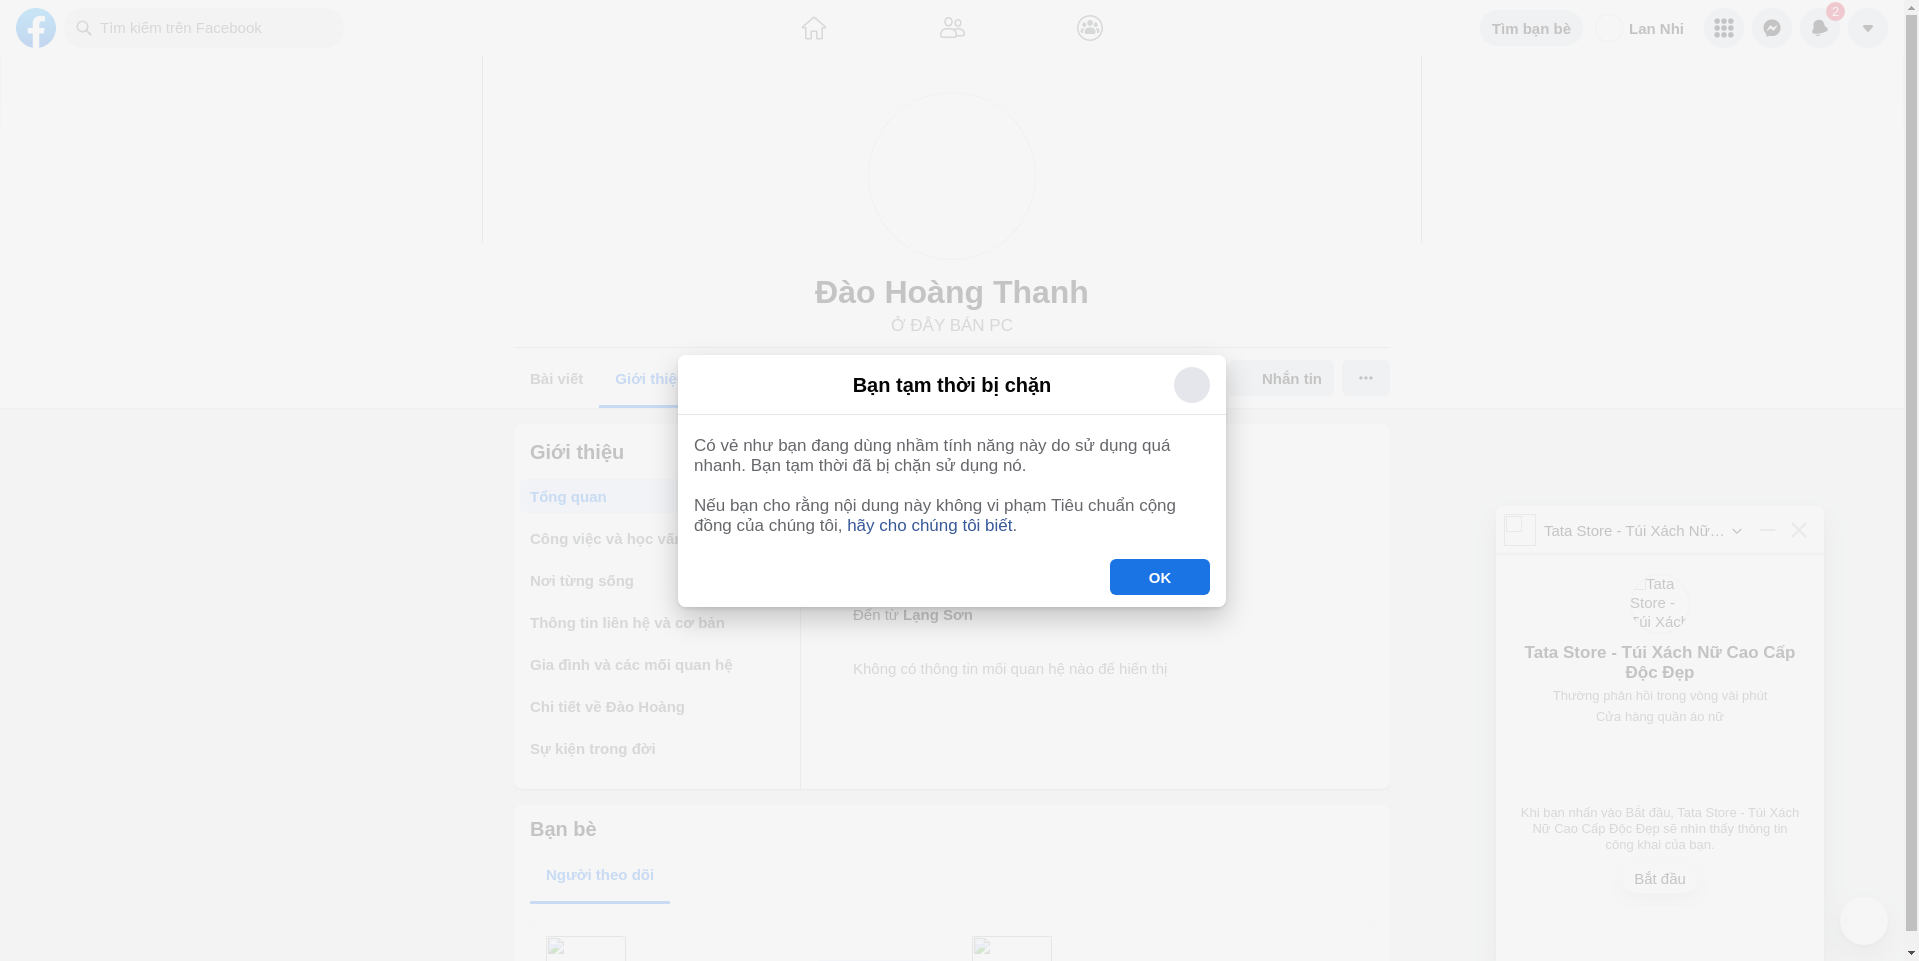 Tìm kiếm trên Facebook
Tìm bạn bè
Lan Nhi
2
Đào Hoàng Thanh
Ở ĐÂY BÁN PC
Bài viết
Giới thiệu
Nhắn tin
Bạn tạm thời bị chặn
Có vẻ như bạn đang dùng nhầm tính năng này do sử dụng quá
nhanh. Bạn tạm thời đã bị chặn sử dụng nó.
Nếu bạn cho rằng nội dung này không vi phạm Tiêu chuẩn cộng
đồng của chúng tôi, hãy cho chúng tôi biết.
OK
Giới thiệu
Tổng quan
Công việc và học vấn
Nơi từng sống
Thông tin liên hệ và cơ bản
Gia đình và các mối quan hệ
Chi tiết về Đào Hoàng
Sự kiện trong đời
Đến từ Lạng Sơn
Không có thông tin mối quan hệ nào để hiển thị
Bạn bè
Người theo dõi
Tata Store - Túi Xách Nữ…
Tata
Store -
Túi Xách
Tata Store - Túi Xách Nữ Cao Cấp
Độc Đẹp
Thường phản hồi trong vòng vài phút
Cửa hàng quần áo nữ
Khi bạn nhấn vào Bắt đầu, Tata Store - Túi Xách
Nữ Cao Cấp Độc Đẹp sẽ nhìn thấy thông tin
công khai của bạn.
Bắt đầu